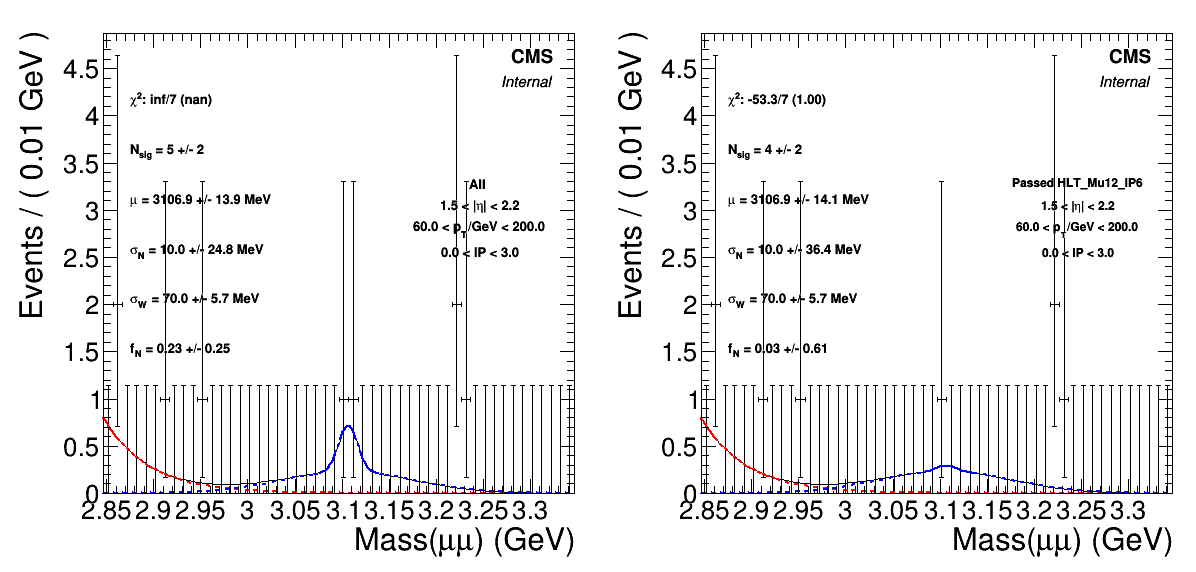 CMS
Internal
χ²: inf/7 (nan)
N_sig = 5 +/- 2
μ = 3106.9 +/- 13.9 MeV
σ_N = 10.0 +/- 24.8 MeV
σ_W = 70.0 +/- 5.7 MeV
f_N = 0.23 +/- 0.25
All
1.5 < |η| < 2.2
60.0 < p_T/GeV < 200.0
0.0 < IP < 3.0
Events / ( 0.01 GeV )
4.5
4
3.5
3
2.5
2
1.5
1
0.5
0
2.85 2.9 2.95 3 3.05 3.1 3.15 3.2 3.25 3.3
Mass(μμ) (GeV)
CMS
Internal
χ²: -53.3/7 (1.00)
N_sig = 4 +/- 2
μ = 3106.9 +/- 14.1 MeV
σ_N = 10.0 +/- 36.4 MeV
σ_W = 70.0 +/- 5.7 MeV
f_N = 0.03 +/- 0.61
Passed HLT_Mu12_IP6
1.5 < |η| < 2.2
60.0 < p_T/GeV < 200.0
0.0 < IP < 3.0
Events / ( 0.01 GeV )
4.5
4
3.5
3
2.5
2
1.5
1
0.5
0
2.85 2.9 2.95 3 3.05 3.1 3.15 3.2 3.25 3.3
Mass(μμ) (GeV)